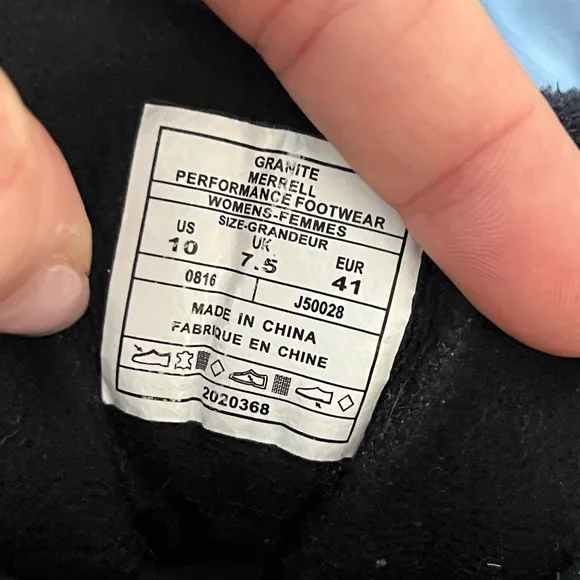 GRANITE
MERRELL
PERFORMANCE FOOTWEAR
WOMENS-FEMMES
SIZE-GRANDEUR
US UK EUR
10 7.5 41
0816 J50028
MADE IN CHINA
FABRIQUE EN CHINE
2020368